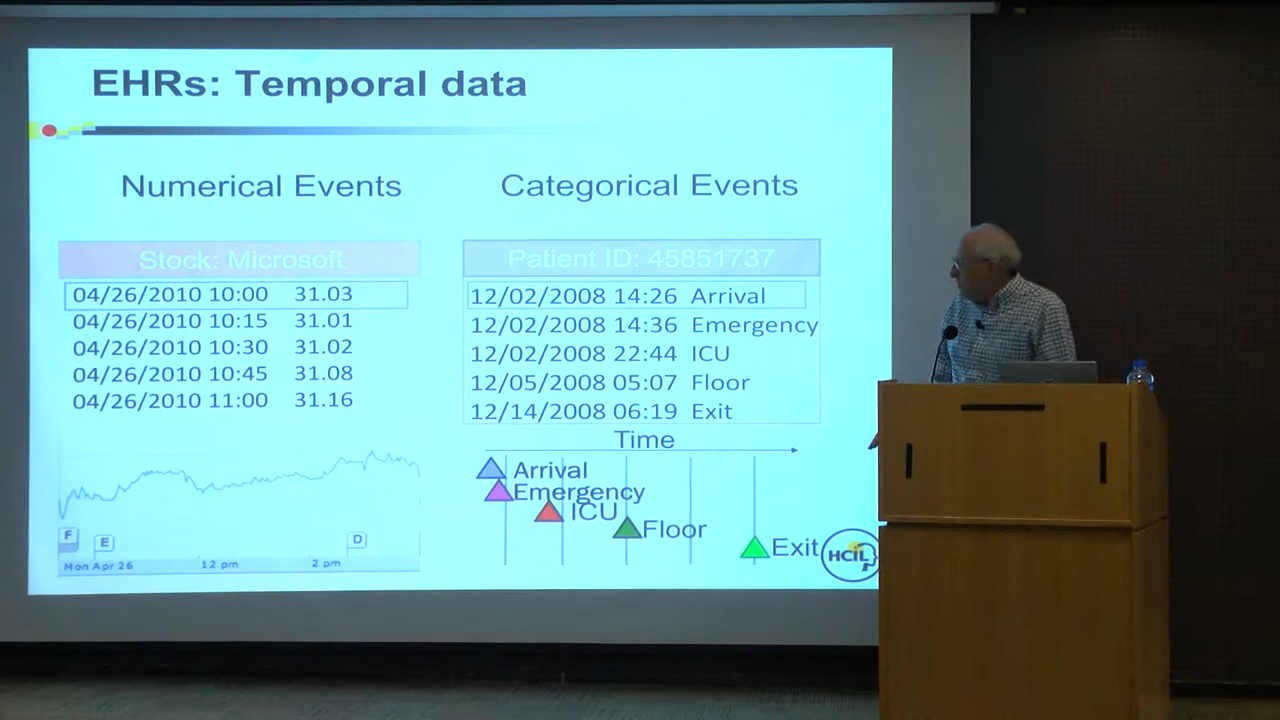 EHRs: Temporal data
Numerical Events
Stock: Microsoft
04/26/2010 10:00 31.03
04/26/2010 10:15 31.01
04/26/2010 10:30 31.02
04/26/2010 10:45 31.08
04/26/2010 11:00 31.16
F
E
D
Mon Apr 26 12 pm 2 pm
Categorical Events
Patient ID: 45851737
12/02/2008 14:26 Arrival
12/02/2008 14:36 Emergency
12/02/2008 22:44 ICU
12/05/2008 05:07 Floor
12/14/2008 06:19 Exit
Time
Arrival
Emergency
ICU
Floor
Exit
HCIL